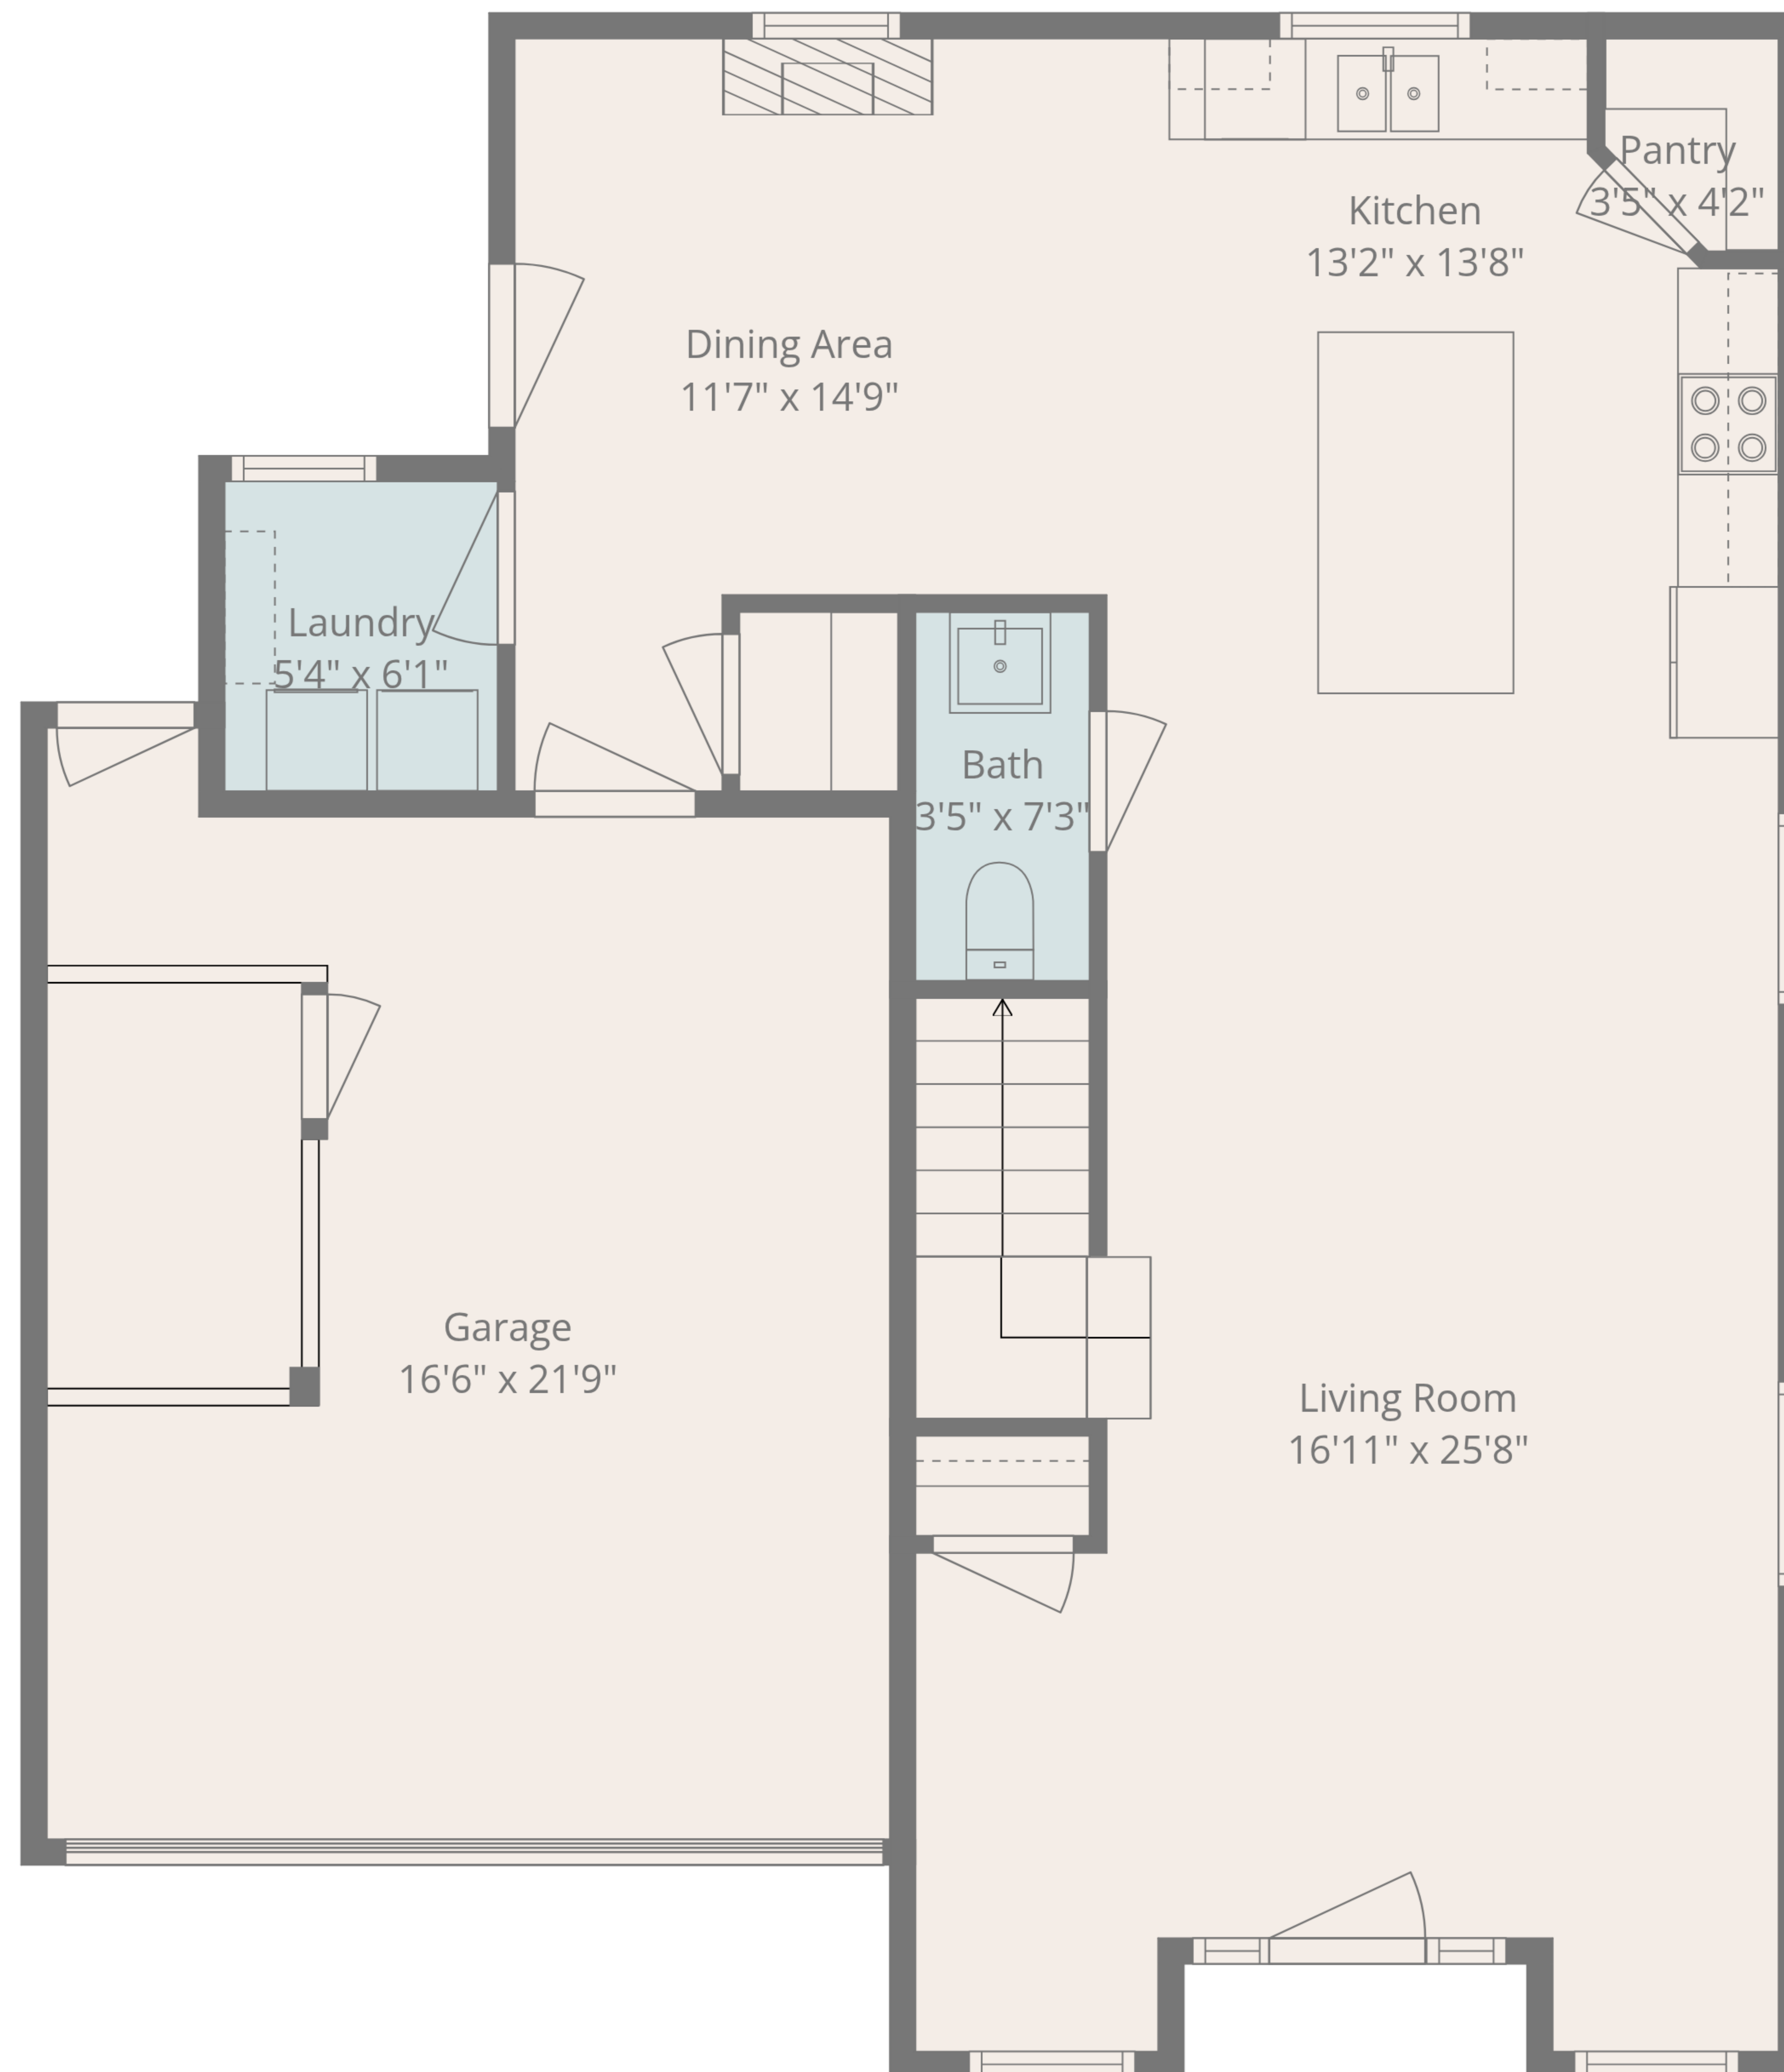 Pantry
3'5" x 4'2"
Kitchen
13'2" x 13'8"
Dining Area
11'7" x 14'9"
Laundry
5'4" x 6'1"
Bath
3'5" x 7'3"
Garage
16'6" x 21'9"
Living Room
16'11" x 25'8"